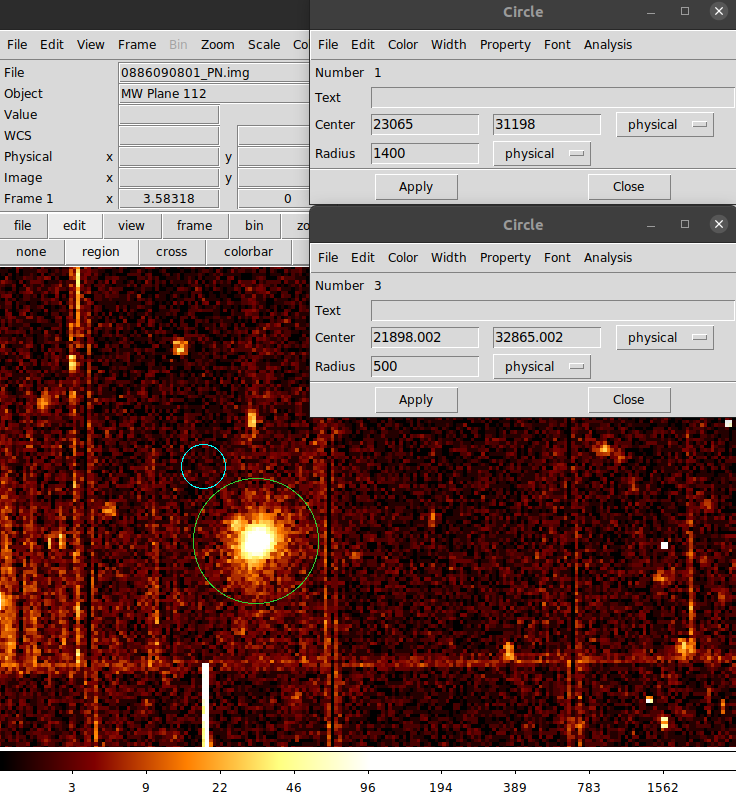 Circle
File Edit View Frame Bin Zoom Scale Co
File Edit Color Width Property Font Analysis
File 0886090801_PN.img
Number 1
Object MW Plane 112
Text
Value
Center 23065 31198 physical
WCS
Radius 1400 physical
Physical x y
Image x y
Apply Close
Frame 1 x 3.58318 0
file edit view frame bin zo
none region cross colorbar
Circle
File Edit Color Width Property Font Analysis
Number 3
Text
Center 21898.002 32865.002 physical
Radius 500 physical
Apply Close
3 9 22 46 96 194 389 783 1562